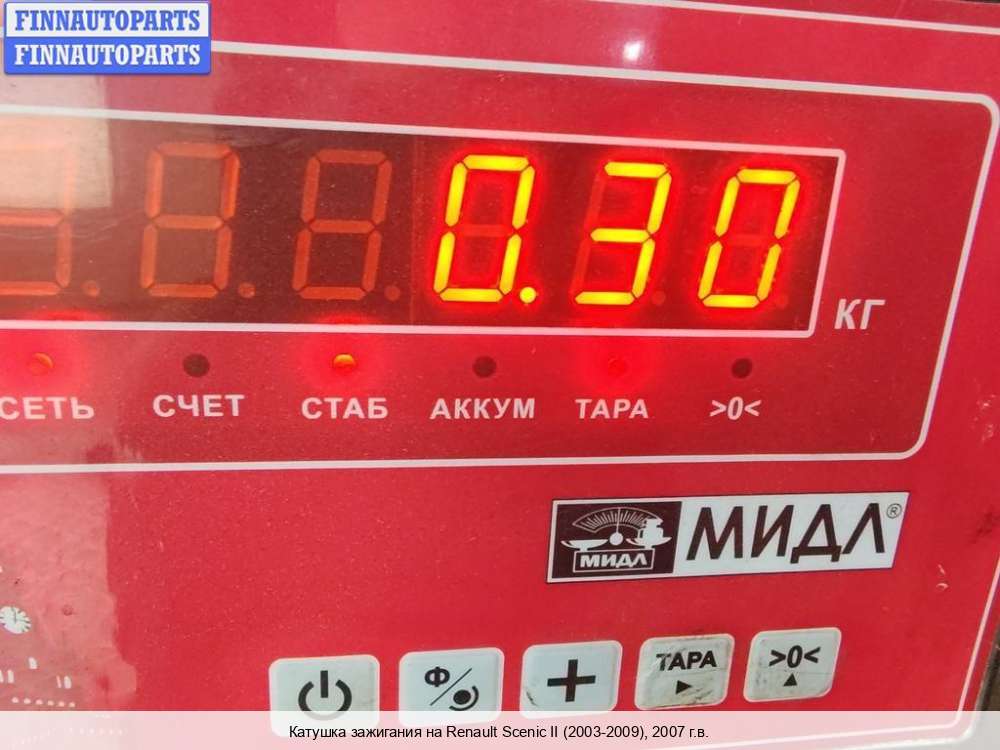 FINNAUTOPARTS
FINNAUTOPARTS
0.30
КГ
СЕТЬ СЧЕТ СТАБ АККУМ ТАРА >0<
МИДЛ МИДЛ®
Ф ТАРА >0<
Катушка зажигания на Renault Scenic II (2003-2009), 2007 г.в.